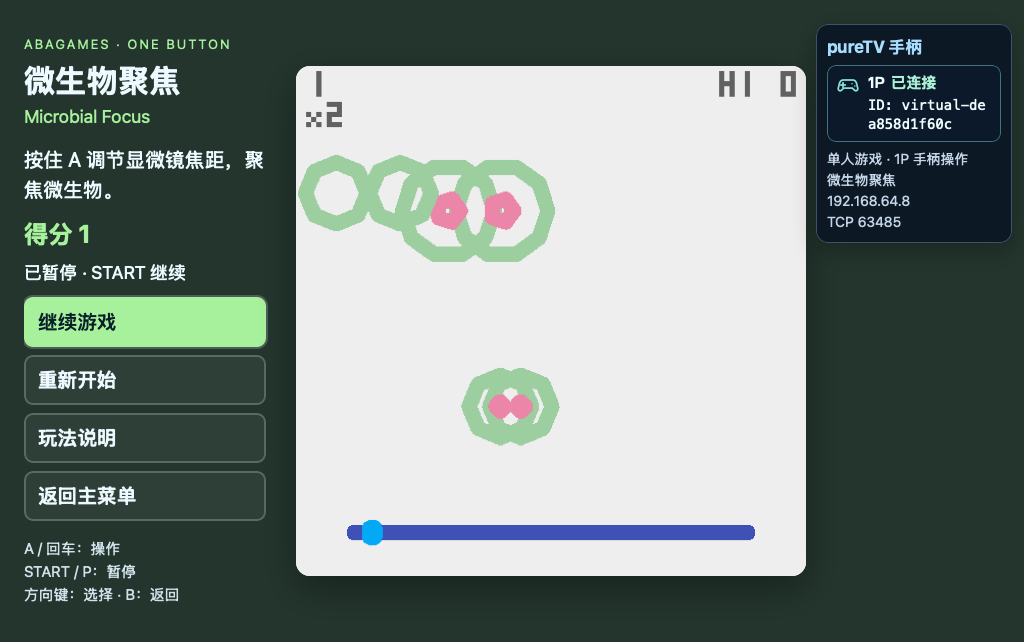 ABAGAMES · ONE BUTTON
微生物聚焦
Microbial Focus
按住 A 调节显微镜焦距，聚
焦微生物。
得分 1
已暂停 · START 继续
继续游戏
重新开始
玩法说明
返回主菜单
A / 回车：操作
START / P：暂停
方向键：选择 · B：返回
1
HI 0
x2
pureTV 手柄
1P 已连接
ID: virtual-de
a858d1f60c
单人游戏 · 1P 手柄操作
微生物聚焦
192.168.64.8
TCP 63485